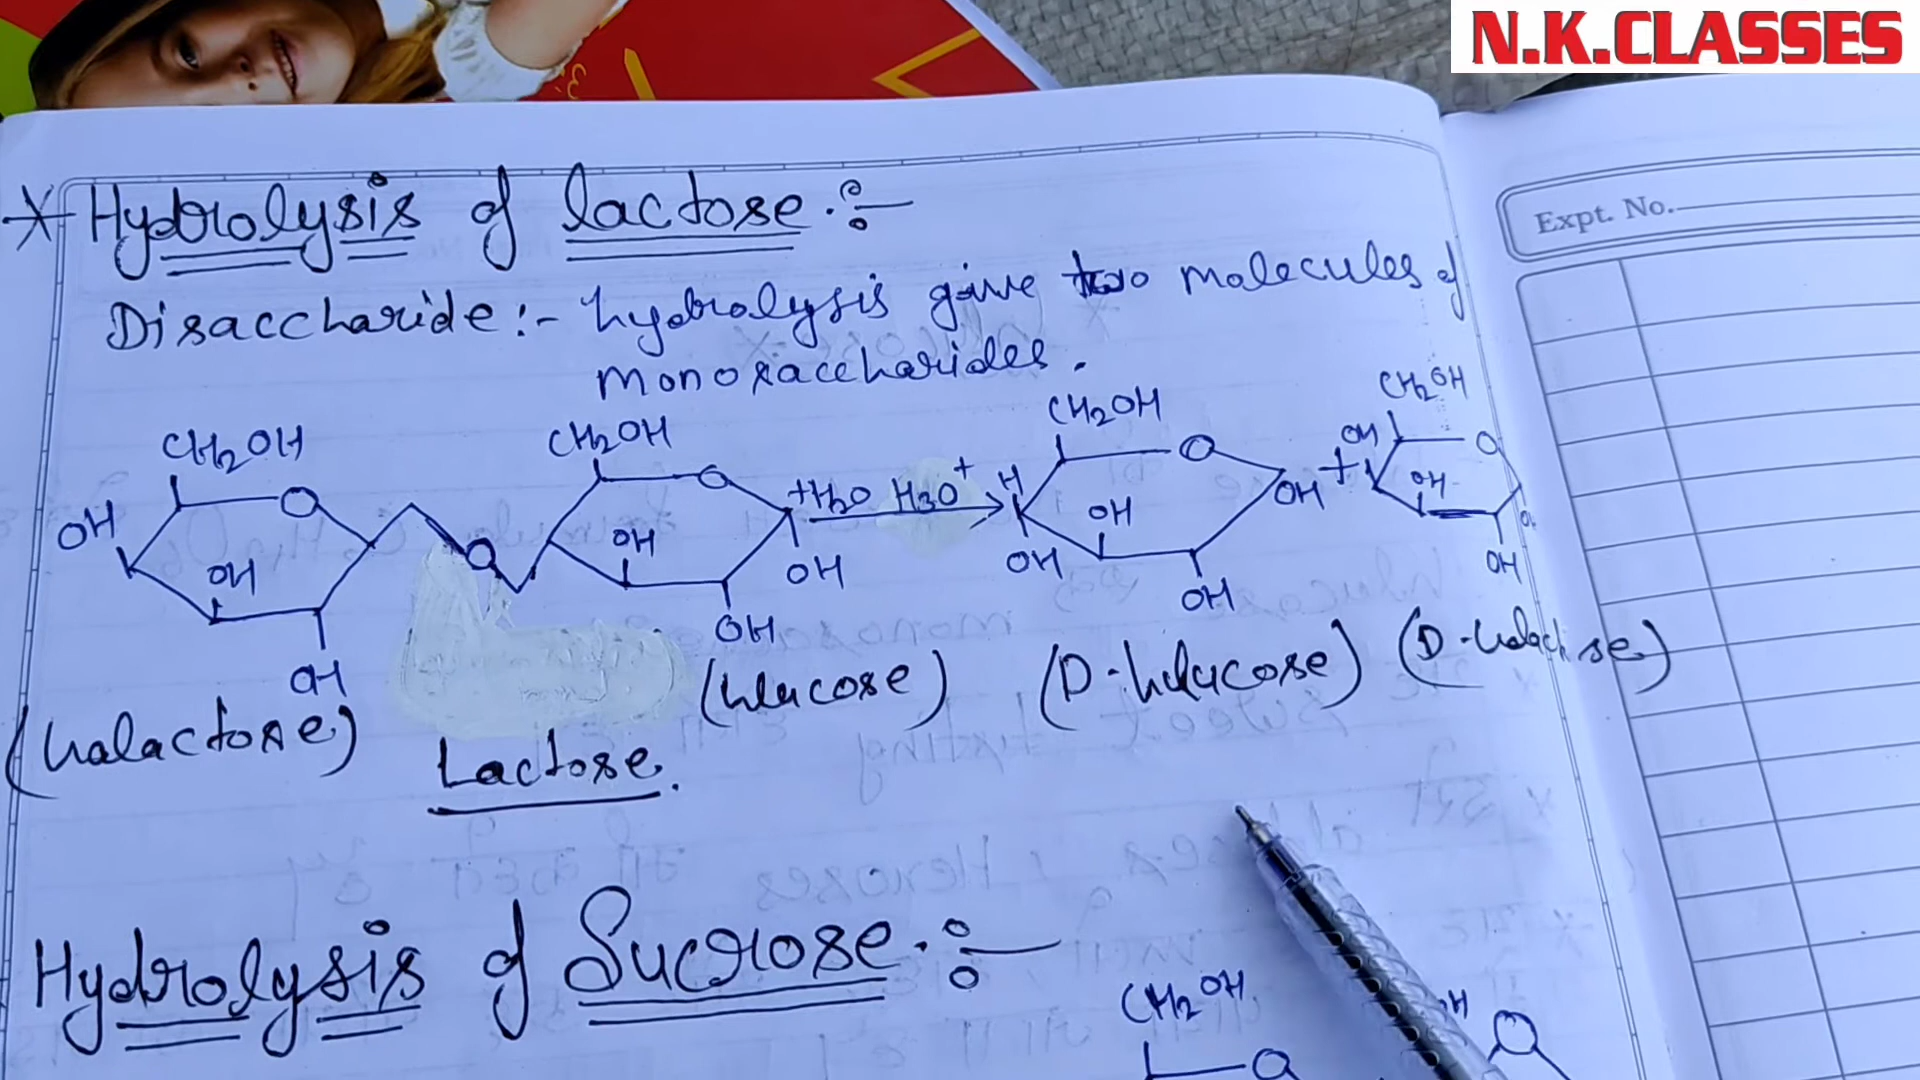 N.K.CLASSES
Expt. No.
* Hydrolysis of lactose :-
Disaccharide :- hydrolysis give two molecules of
monosaccharides.
CH2OH CH2OH CH2OH CH2OH
OH O O +H2O H3O+ H O OH + OH O
OH OH OH OH
OH OH OH OH
O
OH OH OH
(Galactose) (Glucose) (D-Glucose) (D-Galactose)
Lactose.
Hydrolysis of Sucrose :-
CH2OH
O O